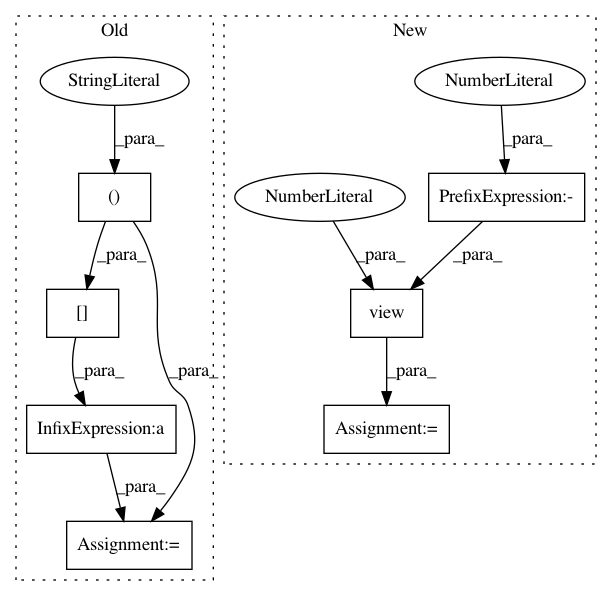 Old
New
StringLiteral
NumberLiteral
_para_
_para_
()
NumberLiteral
PrefixExpression:-
_para_
_para_
_para_
[]
view
_para_
_para_
_para_
InfixExpression:a
Assignment:=
_para_
Assignment:=